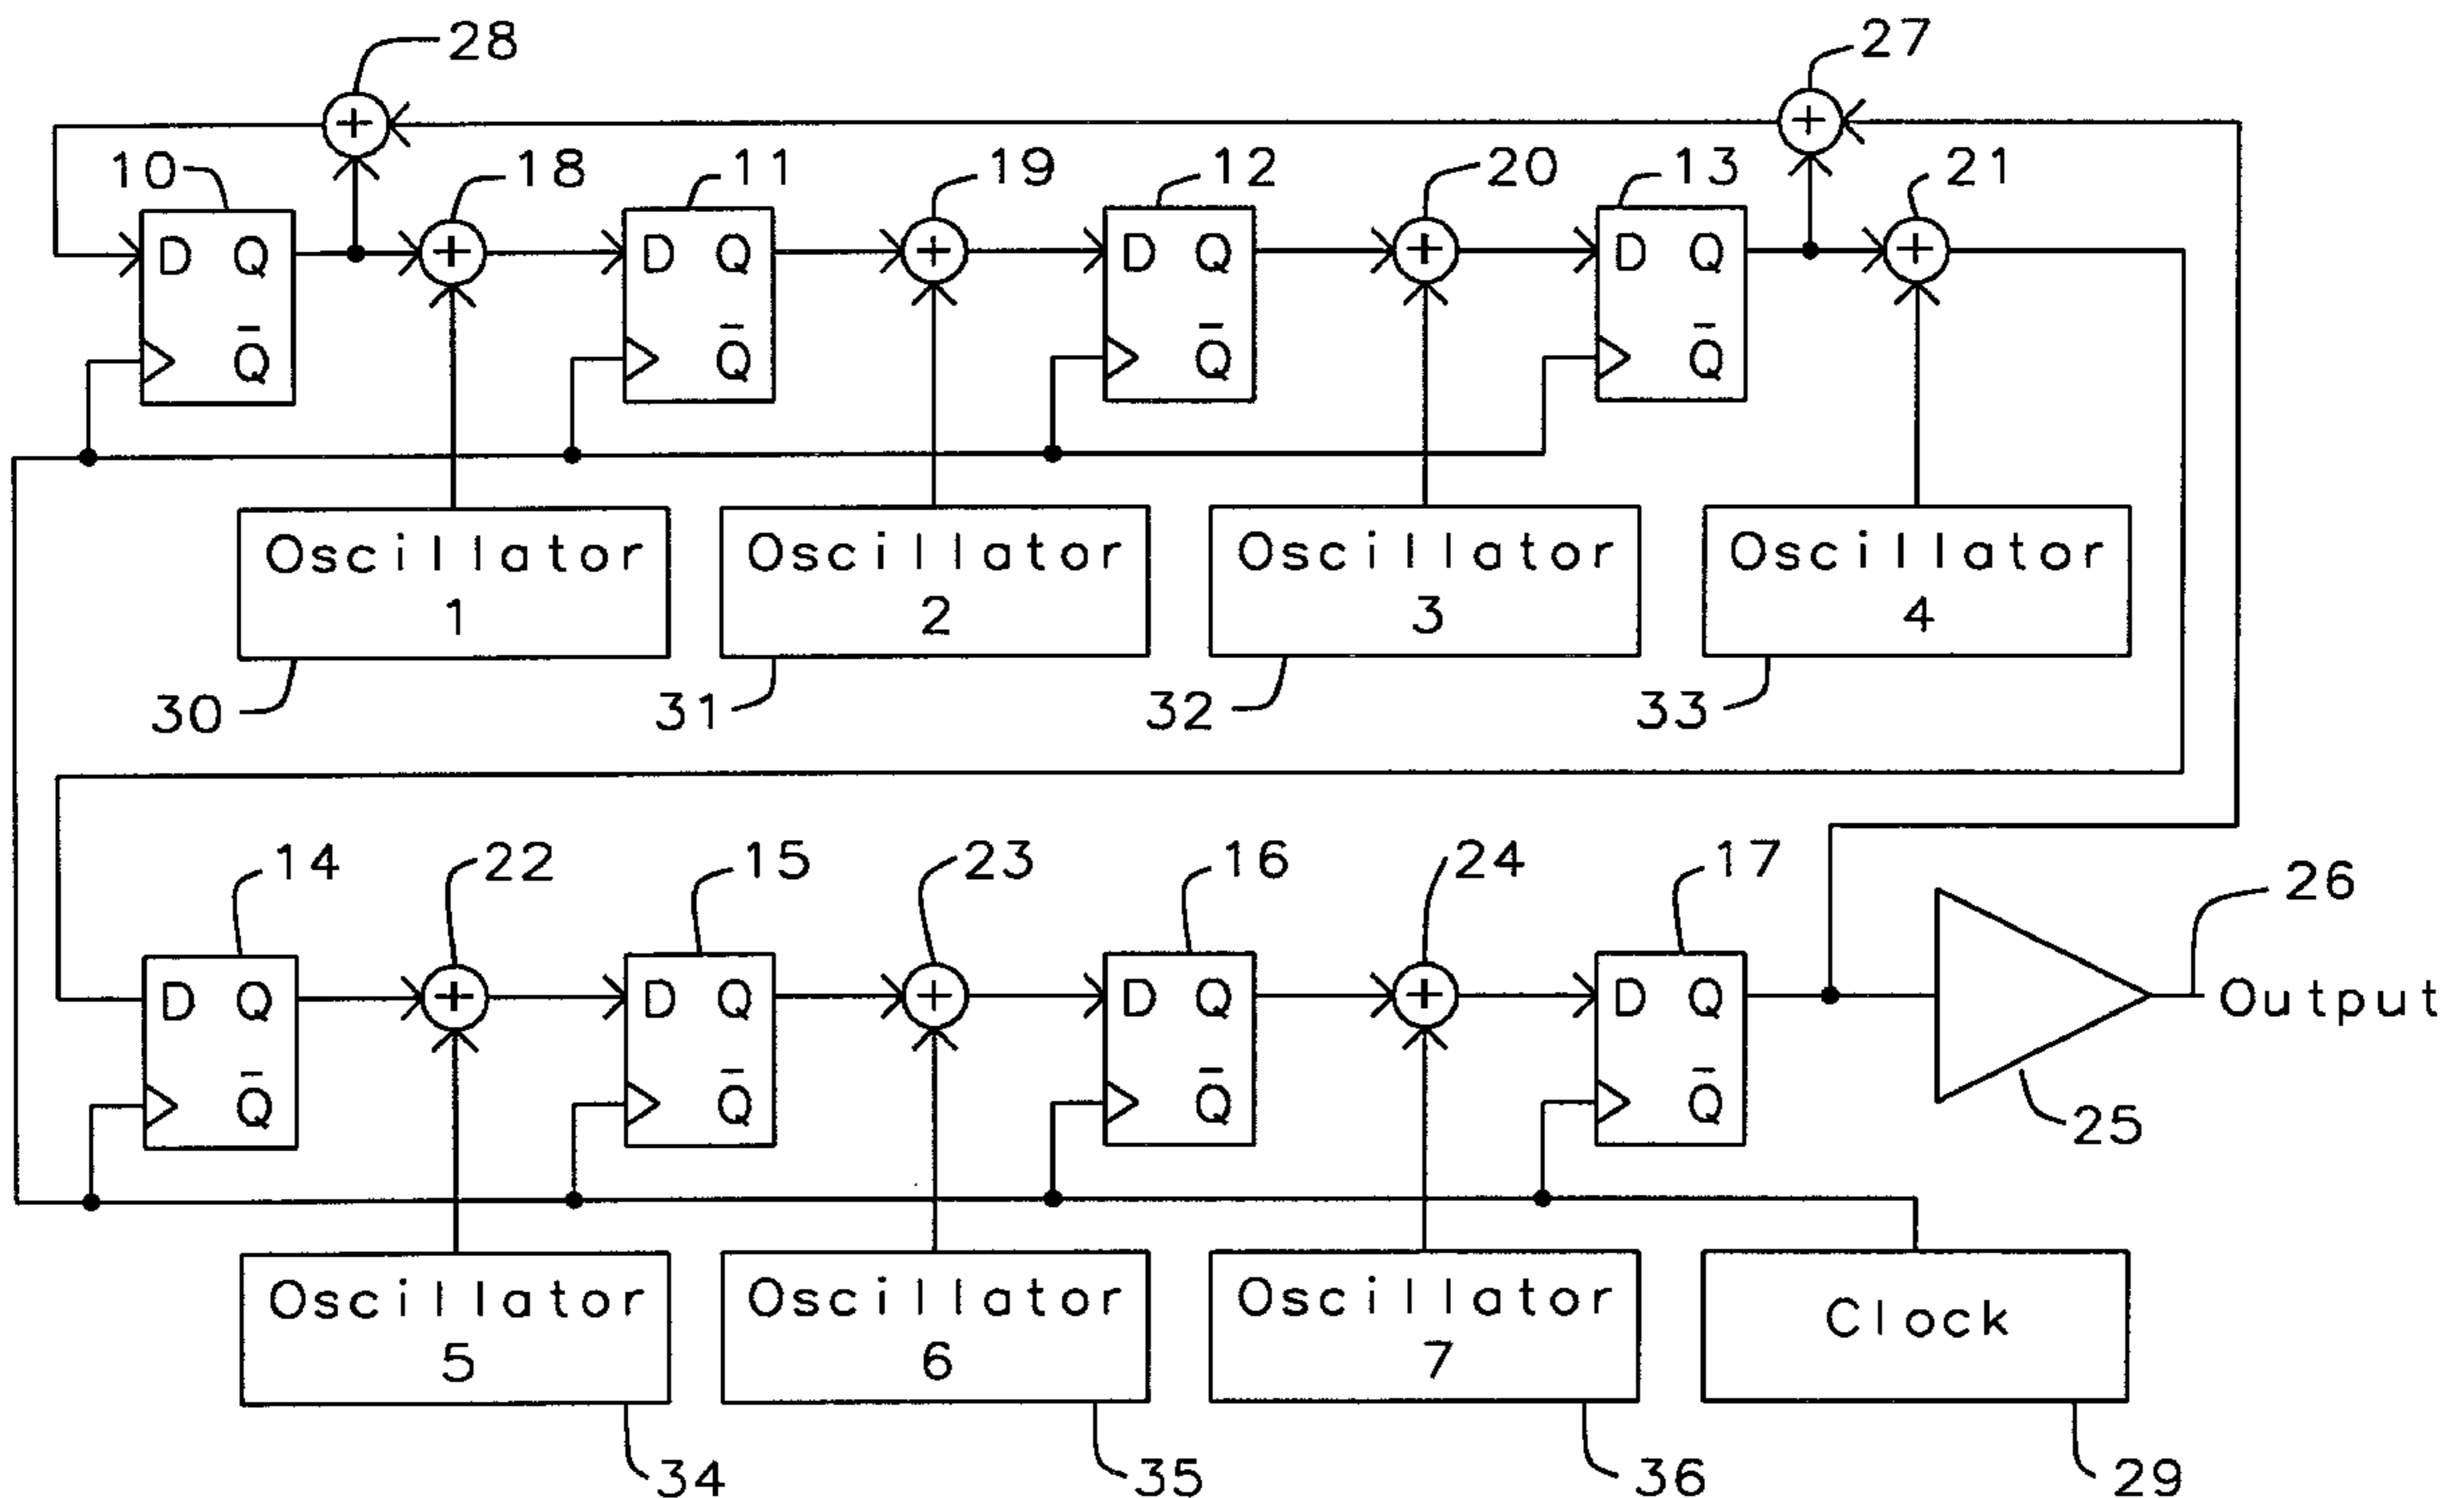 28
27
10
18
11
19
12
20
13
21
D Q
D Q
D Q
D Q
Q̅
Q̅
Q̅
Q̅
+
+
+
+
+
+
Oscillator
1
Oscillator
2
Oscillator
3
Oscillator
4
30
31
32
33
14
22
15
23
16
24
17
26
D Q
D Q
D Q
D Q
Q̅
Q̅
Q̅
Q̅
+
+
+
Output
25
Oscillator
5
Oscillator
6
Oscillator
7
Clock
34
35
36
29